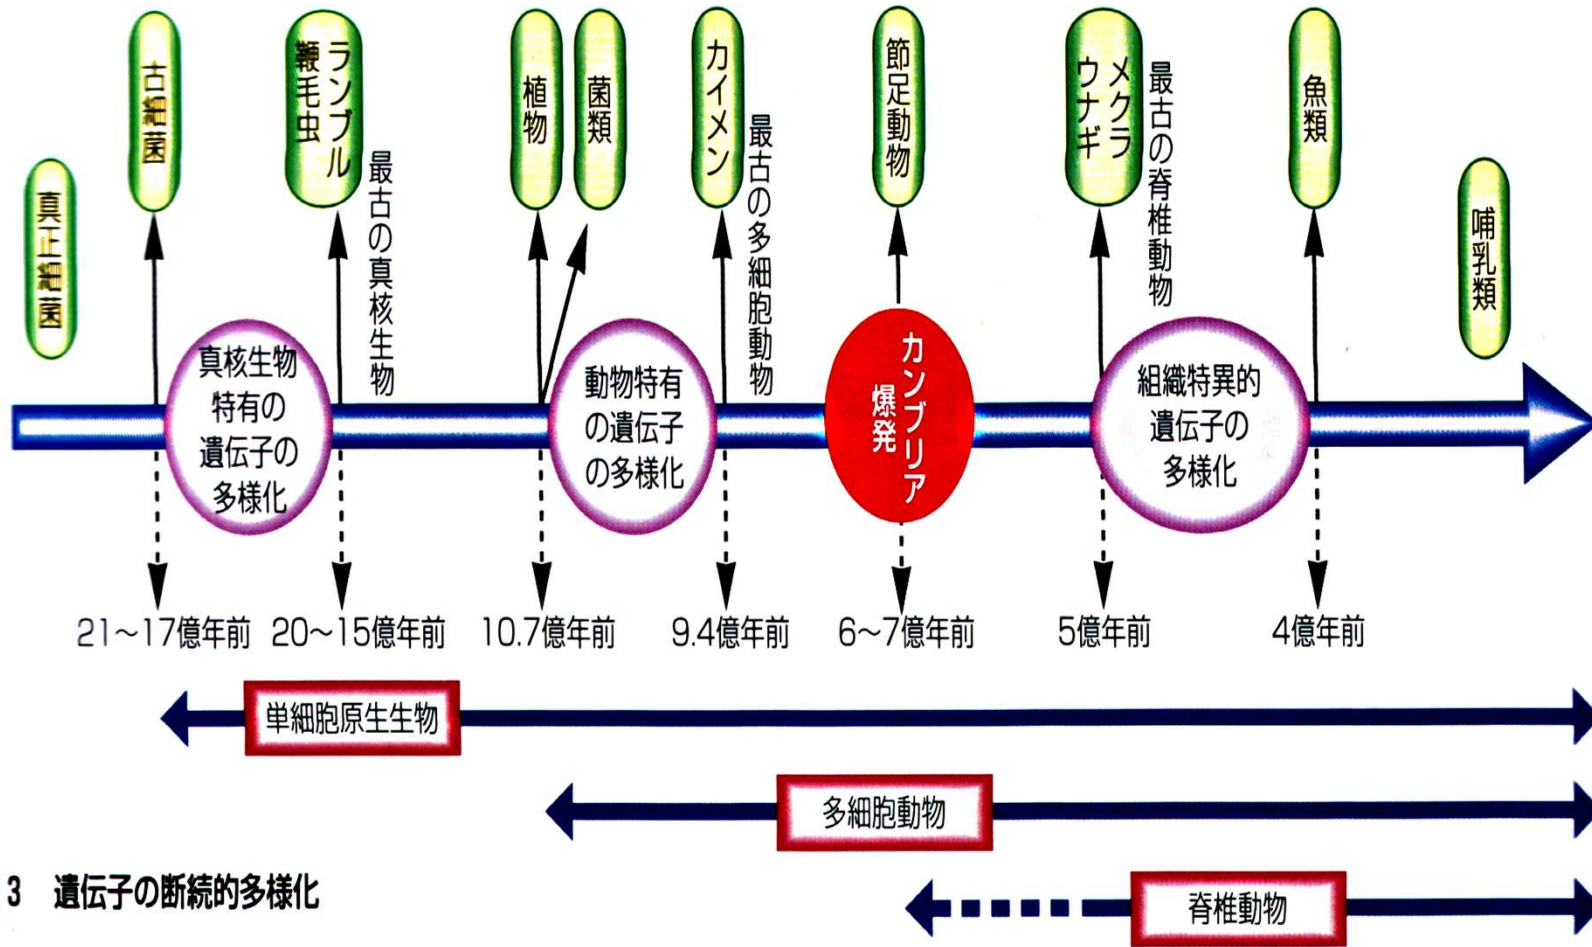 真正細菌
古細菌
ランブル
鞭毛虫
最古の真核生物
植物
菌類
カイメン
最古の多細胞動物
節足動物
メクラ
ウナギ
最古の脊椎動物
魚類
哺乳類
真核生物
特有の
遺伝子の
多様化
動物特有
の遺伝子
の多様化
カンブリア
爆発
組織特異的
遺伝子の
多様化
21〜17億年前
20〜15億年前
10.7億年前
9.4億年前
6〜7億年前
5億年前
4億年前
単細胞原生生物
多細胞動物
脊椎動物
3 遺伝子の断続的多様化